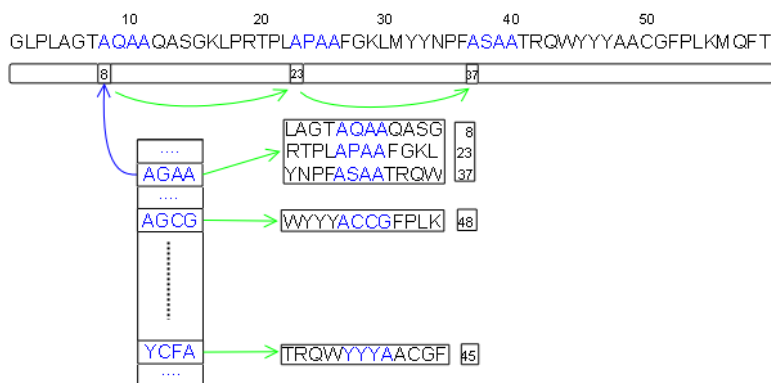 10 20 30 40 50
GLPLAGTAQAAQASGKLPRTPLAPAAFGKLMYYNPFASAATRQWYYYAACGFPLKMQFT
8 23 37
LAGTAQAAQASG 8
.... RTPLAPAAFGKL 23
AGAA YNPFASAATRQW 37
....
AGCG WYYYACCGFPLK 48
YCFA TRQWYYYAACGF 45
....